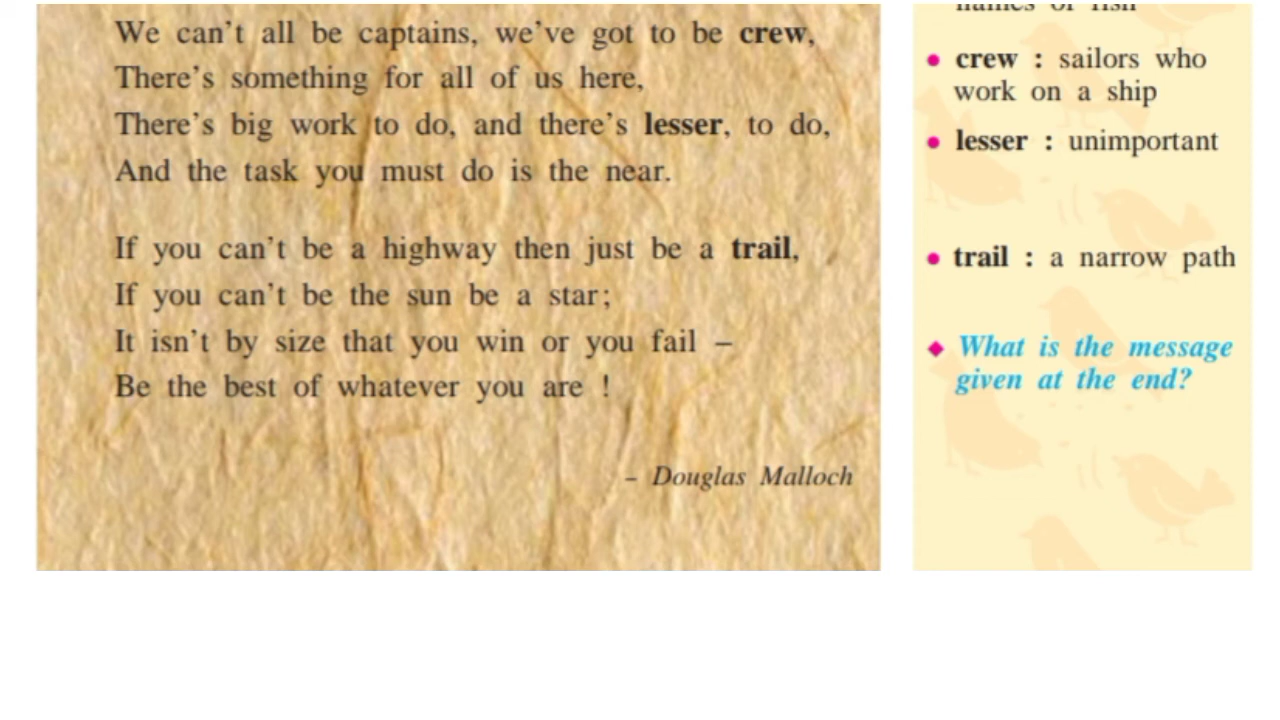 We can't all be captains, we've got to be crew,
There's something for all of us here,
There's big work to do, and there's lesser, to do,
And the task you must do is the near.
If you can't be a highway then just be a trail,
If you can't be the sun be a star;
It isn't by size that you win or you fail –
Be the best of whatever you are !
– Douglas Malloch
names of fish
• crew : sailors who
work on a ship
• lesser : unimportant
• trail : a narrow path
◆ What is the message
given at the end?